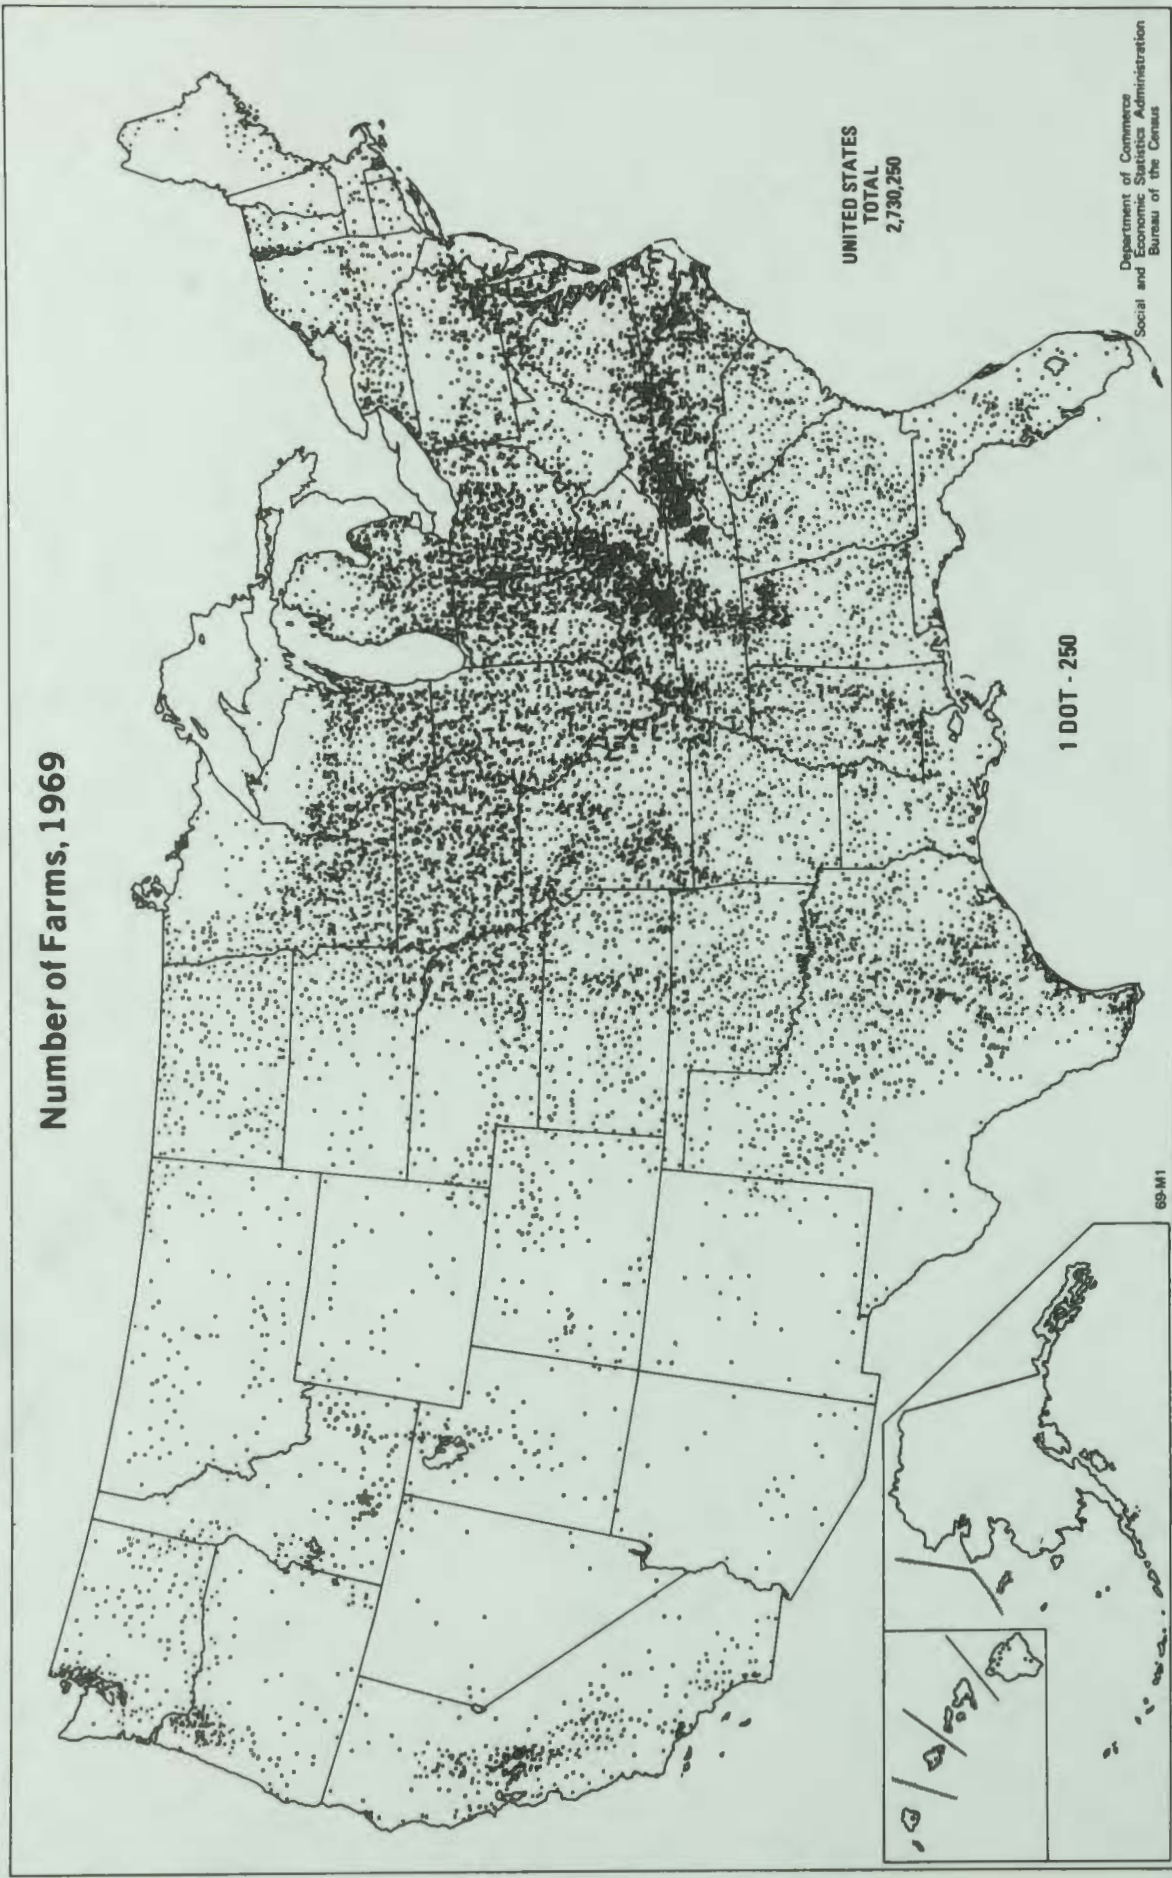 Number of Farms, 1969
UNITED STATES
TOTAL
2,730,250
1 DOT - 250
69-M1
Department of Commerce
Social and Economic Statistics Administration
Bureau of the Census